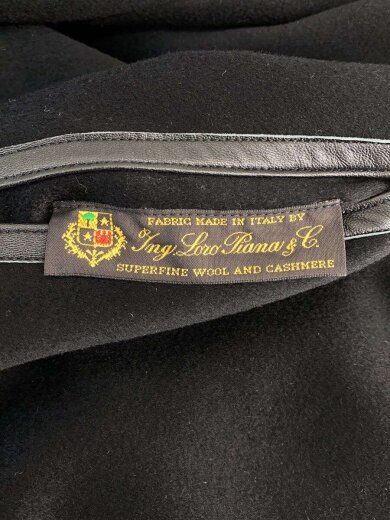 FABRIC MADE IN ITALY BY
Ing. Loro Piana & C.
SUPERFINE WOOL AND CASHMERE